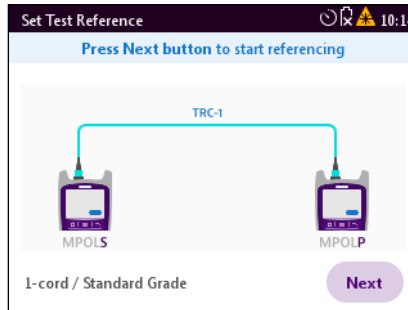 Set Test Reference
Press Next button to start referencing
TRC-1
MPOLS
MPOLP
1-cord / Standard Grade
Next